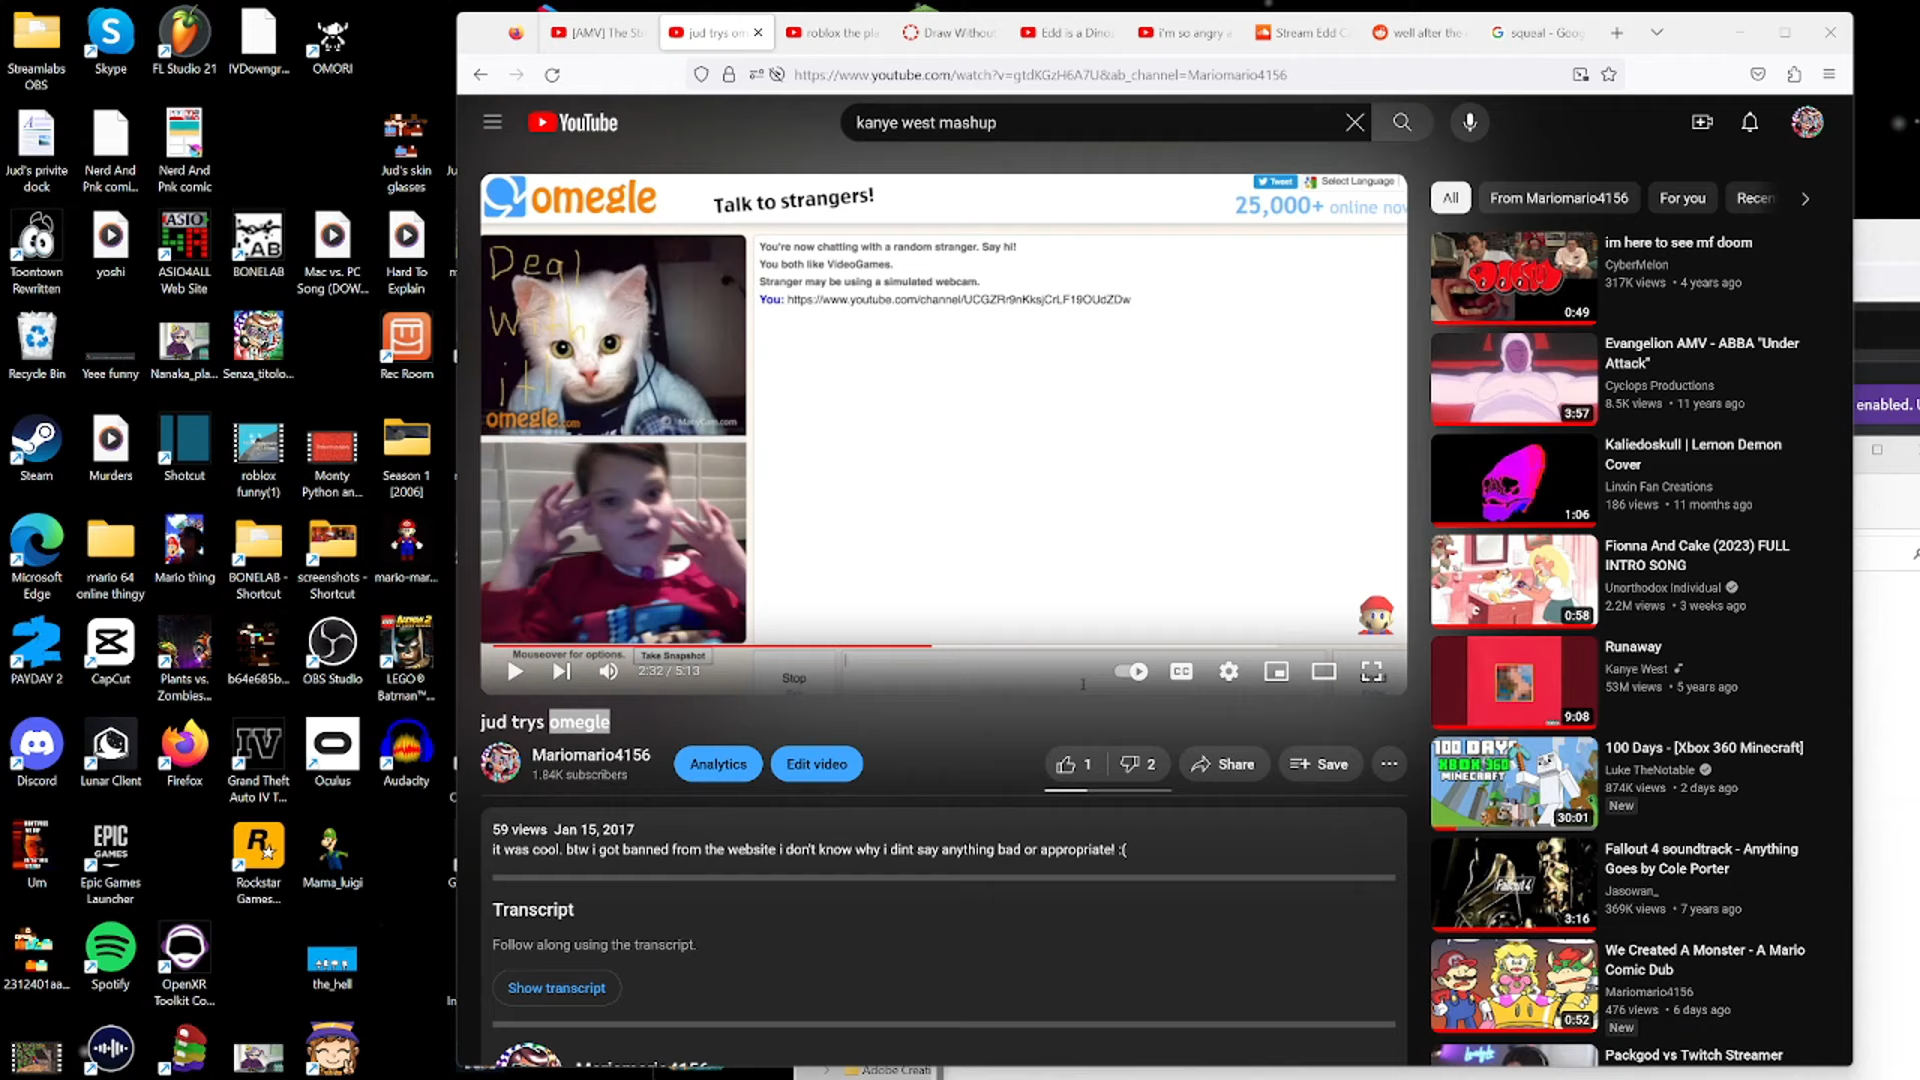 [AMV] The St
jud trys om
roblox the pla
Draw Without
Edd is a Dino
i'm so angry a
Stream Edd C
well after the
squeal - Goog
https://www.youtube.com/watch?v=gtdKGzH6A7U&ab_channel=Mariomario4156
YouTube
kanye west mashup
omegle
Talk to strangers!
Tweet
Select Language
25,000+ online now
Deal
With
it!
omegle.com
ManyCam.com
You're now chatting with a random stranger. Say hi!
You both like VideoGames.
Stranger may be using a simulated webcam.
You: https://www.youtube.com/channel/UCGZRr9nKksjCrLF19OUdZDw
Mouseover for options.
Take Snapshot
2:32 / 5:13
Stop
CC
jud trys omegle
Mariomario4156
1.84K subscribers
Analytics
Edit video
1
2
Share
Save
59 views Jan 15, 2017
it was cool. btw i got banned from the website i don't know why i dint say anything bad or appropriate! :(
Transcript
Follow along using the transcript.
Show transcript
Mariomario4156
All
From Mariomario4156
For you
Recen
im here to see mf doom
CyberMelon
317K views • 4 years ago
0:49
Evangelion AMV - ABBA "Under
Attack"
Cyclops Productions
8.5K views • 11 years ago
3:57
Kaliedoskull | Lemon Demon
Cover
Linxin Fan Creations
186 views • 11 months ago
1:06
Fionna And Cake (2023) FULL
INTRO SONG
Unorthodox Individual
2.2M views • 3 weeks ago
0:58
Runaway
Kanye West
53M views • 5 years ago
9:08
100 Days - [Xbox 360 Minecraft]
Luke TheNotable
874K views • 2 days ago
New
100 DAYS
XBOX 360
MINECRAFT
30:01
Fallout 4 soundtrack - Anything
Goes by Cole Porter
Jasowan_
369K views • 7 years ago
3:16
We Created A Monster - A Mario
Comic Dub
Mariomario4156
476 views • 6 days ago
New
0:52
Packgod vs Twitch Streamer
enabled. U
Adobe Creati
Streamlabs
OBS
Skype
FL Studio 21
IVDowngr...
OMORI
Jud's privite
dock
Nerd And
Pnk comi...
Nerd And
Pnk comic
Jud's skin
glasses
Toontown
Rewritten
yoshi
ASIO4ALL
Web Site
BONELAB
Mac vs. PC
Song (DOW...
Hard To
Explain
Recycle Bin
Yeee funny
Nanaka_pla...
Senza_titolo...
Rec Room
Steam
Murders
Shotcut
roblox
funny(1)
Monty
Python an...
Season 1
[2006]
Microsoft
Edge
mario 64
online thingy
Mario thing
BONELAB -
Shortcut
screenshots -
Shortcut
mario-mar...
PAYDAY 2
CapCut
Plants vs.
Zombies...
b64e685b...
OBS Studio
LEGO®
Batman™...
Discord
Lunar Client
Firefox
Grand Theft
Auto IV T...
Oculus
Audacity
Um
Epic Games
Launcher
Rockstar
Games...
Mama_luigi
2312401aa...
Spotify
OpenXR
Toolkit Co...
the_hell